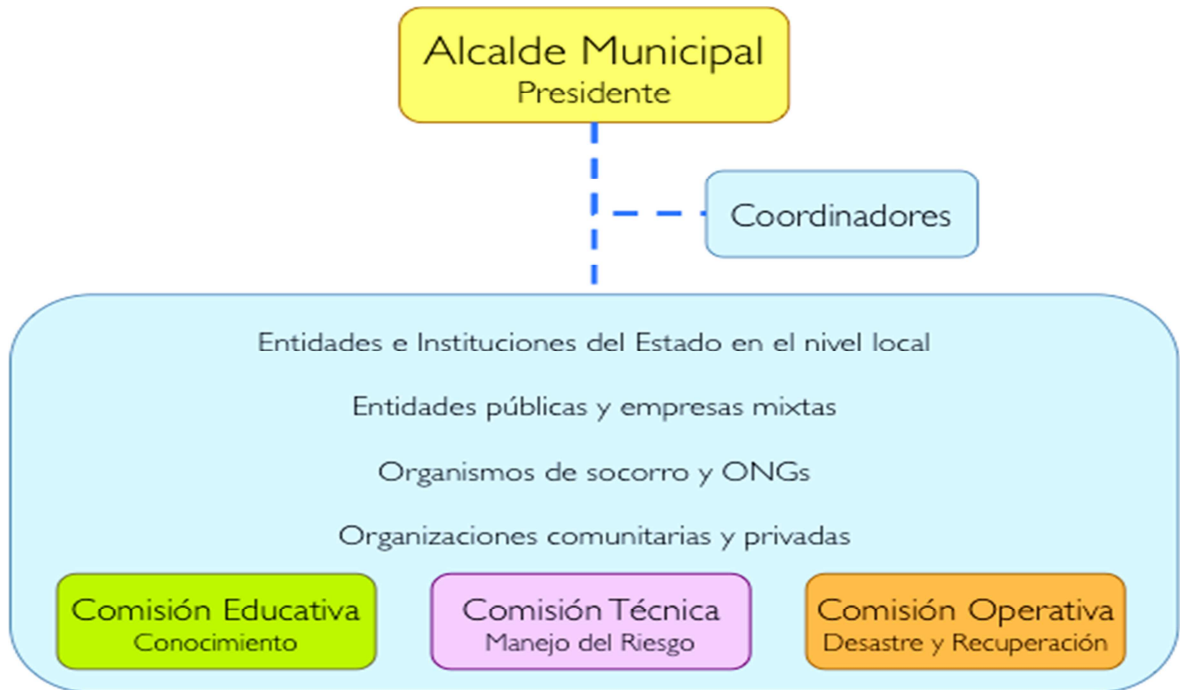 Alcalde Municipal
Presidente
Coordinadores
Entidades e Instituciones del Estado en el nivel local
Entidades públicas y empresas mixtas
Organismos de socorro y ONGs
Organizaciones comunitarias y privadas
Comisión Educativa
Conocimiento
Comisión Técnica
Manejo del Riesgo
Comisión Operativa
Desastre y Recuperación